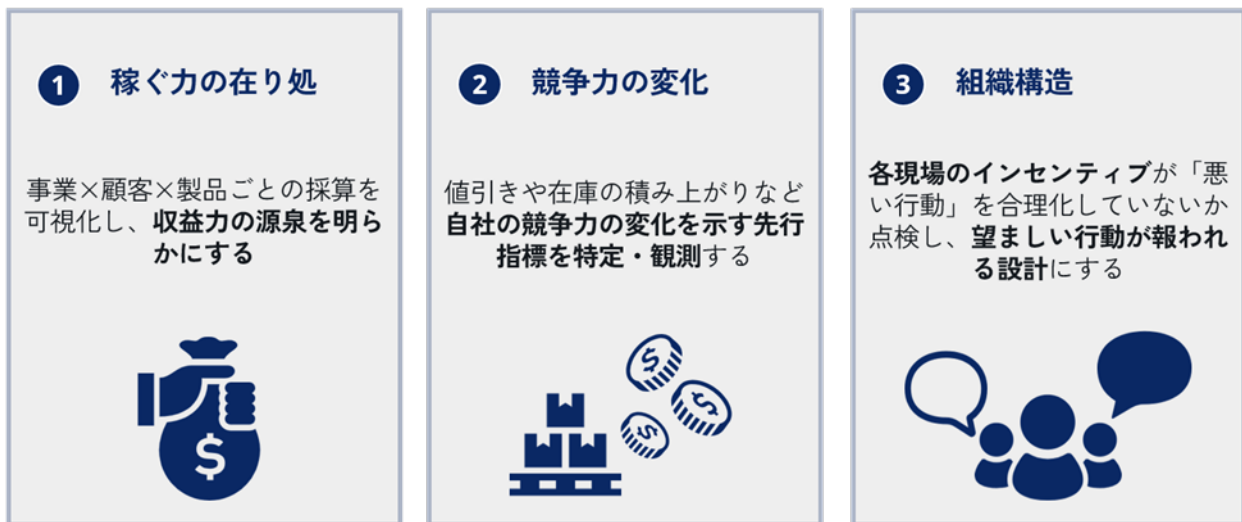 1 稼ぐ力の在り処
事業×顧客×製品ごとの採算を
可視化し、収益力の源泉を明ら
かにする
$
2 競争力の変化
値引きや在庫の積み上がりなど
自社の競争力の変化を示す先行
指標を特定・観測する
$
$
$
3 組織構造
各現場のインセンティブが「悪
い行動」を合理化していないか
点検し、望ましい行動が報われ
る設計にする